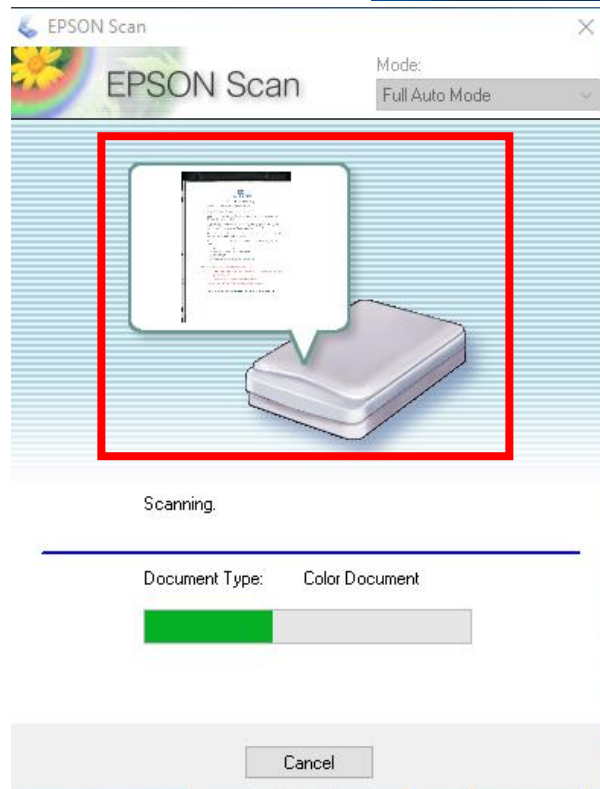 EPSON Scan
EPSON Scan
Mode:
Full Auto Mode
Scanning.
Document Type: Color Document
Cancel